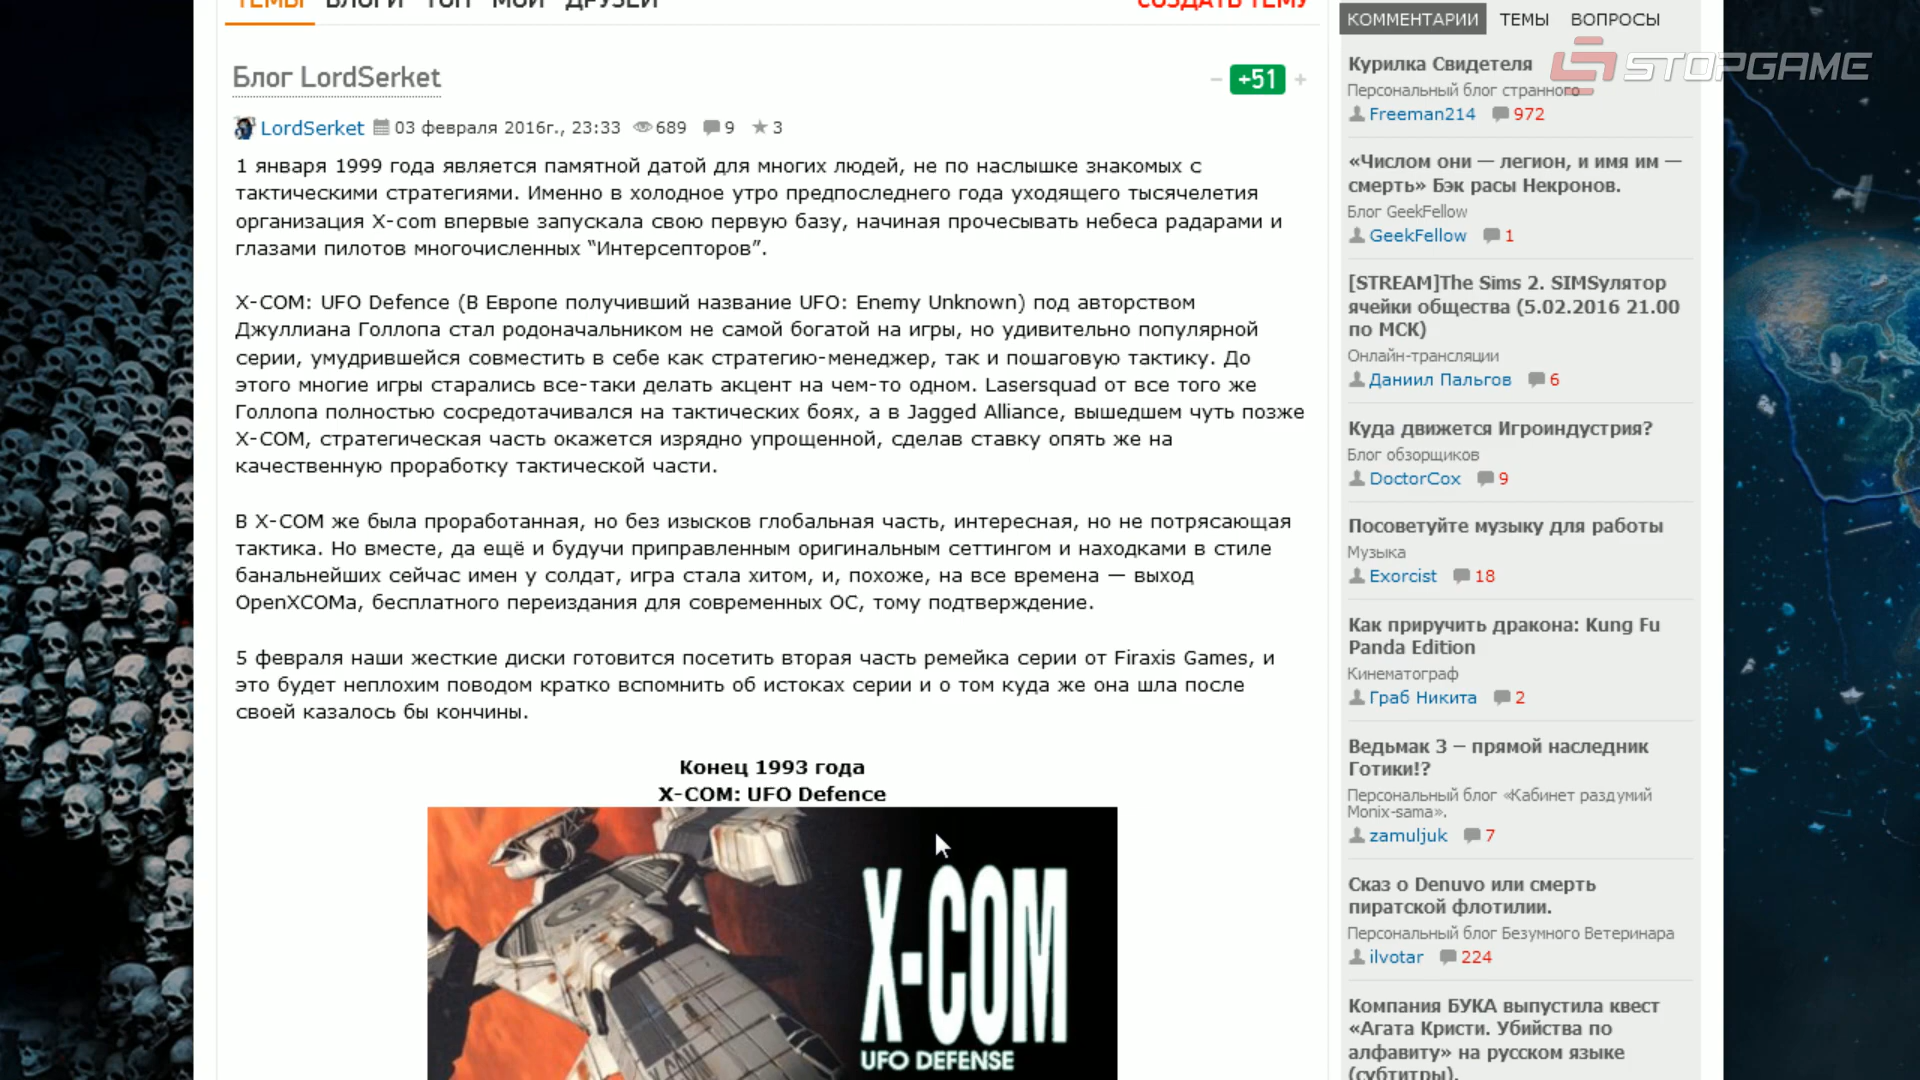 ТЕМЫ БЛОГИ ТОП МОИ ДРУЗЕЙ
СОЗДАТЬ ТЕМУ
Блог LordSerket
− +51 +
LordSerket 03 февраля 2016г., 23:33 689 9 3
1 января 1999 года является памятной датой для многих людей, не по наслышке знакомых с
тактическими стратегиями. Именно в холодное утро предпоследнего года уходящего тысячелетия
организация X-com впервые запускала свою первую базу, начиная прочесывать небеса радарами и
глазами пилотов многочисленных “Интерсепторов”.
X-COM: UFO Defence (В Европе получивший название UFO: Enemy Unknown) под авторством
Джуллиана Голлопа стал родоначальником не самой богатой на игры, но удивительно популярной
серии, умудрившейся совместить в себе как стратегию-менеджер, так и пошаговую тактику. До
этого многие игры старались все-таки делать акцент на чем-то одном. Lasersquad от все того же
Голлопа полностью сосредотачивался на тактических боях, а в Jagged Alliance, вышедшем чуть позже
X-COM, стратегическая часть окажется изрядно упрощенной, сделав ставку опять же на
качественную проработку тактической части.
В X-COM же была проработанная, но без изысков глобальная часть, интересная, но не потрясающая
тактика. Но вместе, да ещё и будучи приправленным оригинальным сеттингом и находками в стиле
банальнейших сейчас имен у солдат, игра стала хитом, и, похоже, на все времена — выход
OpenXCOMа, бесплатного переиздания для современных ОС, тому подтверждение.
5 февраля наши жесткие диски готовится посетить вторая часть ремейка серии от Firaxis Games, и
это будет неплохим поводом кратко вспомнить об истоках серии и о том куда же она шла после
своей казалось бы кончины.
Конец 1993 года
X-COM: UFO Defence
X-COM
UFO DEFENSE
КОММЕНТАРИИ ТЕМЫ ВОПРОСЫ
STOPGAME
Курилка Свидетеля
Персональный блог странного
Freeman214 972
«Числом они — легион, и имя им —
смерть» Бэк расы Некронов.
Блог GeekFellow
GeekFellow 1
[STREAM]The Sims 2. SIMSулятор
ячейки общества (5.02.2016 21.00
по МСК)
Онлайн-трансляции
Даниил Пальгов 6
Куда движется Игроиндустрия?
Блог обзорщиков
DoctorCox 9
Посоветуйте музыку для работы
Музыка
Exorcist 18
Как приручить дракона: Kung Fu
Panda Edition
Кинематограф
Граб Никита 2
Ведьмак 3 – прямой наследник
Готики!?
Персональный блог «Кабинет раздумий
Monix-sama».
zamuljuk 7
Сказ о Denuvo или смерть
пиратской флотилии.
Персональный блог Безумного Ветеринара
ilvotar 224
Компания БУКА выпустила квест
«Агата Кристи. Убийства по
алфавиту» на русском языке
(субтитры).